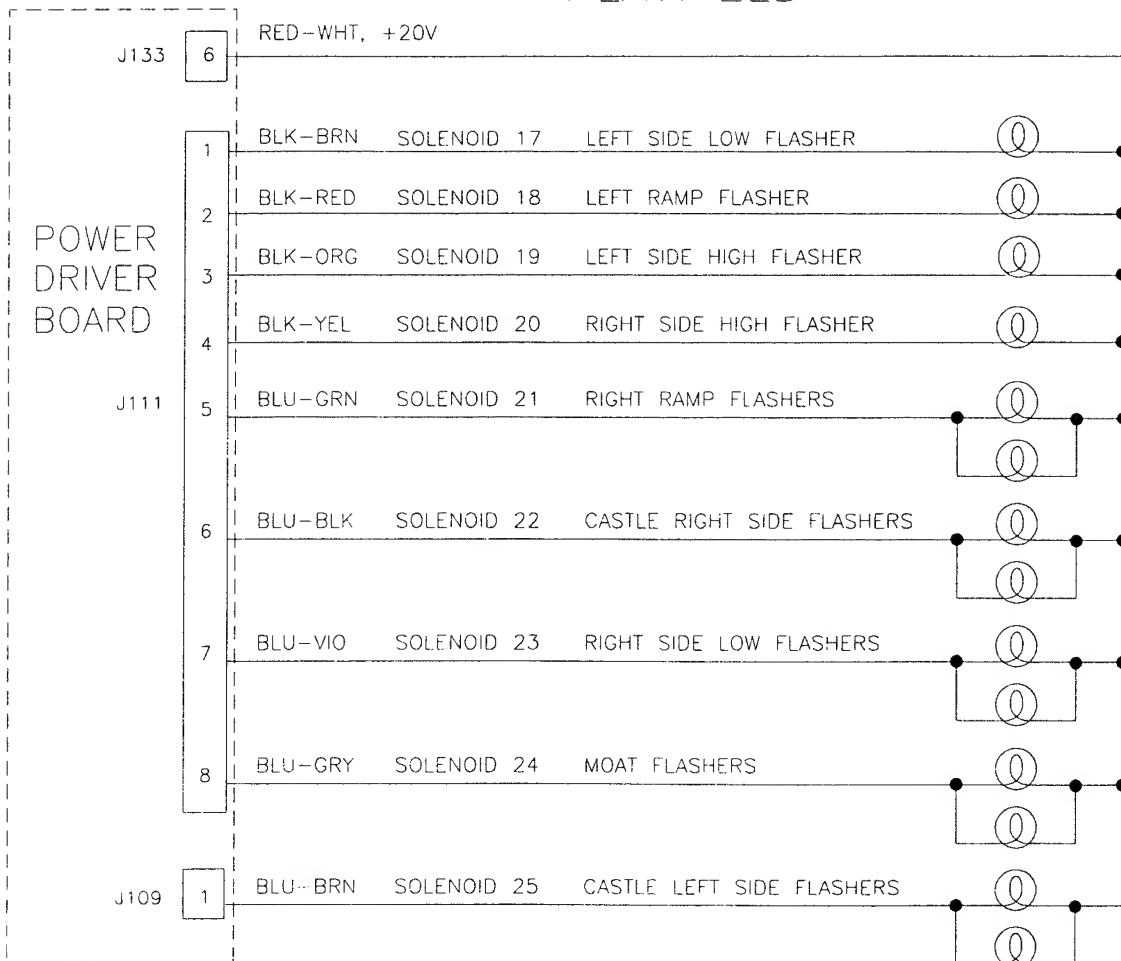 RED-WHT, +20V
J133 6
1 BLK-BRN SOLENOID 17 LEFT SIDE LOW FLASHER
2 BLK-RED SOLENOID 18 LEFT RAMP FLASHER
POWER
DRIVER
BOARD
3 BLK-ORG SOLENOID 19 LEFT SIDE HIGH FLASHER
4 BLK-YEL SOLENOID 20 RIGHT SIDE HIGH FLASHER
J111 5 BLU-GRN SOLENOID 21 RIGHT RAMP FLASHERS
6 BLU-BLK SOLENOID 22 CASTLE RIGHT SIDE FLASHERS
7 BLU-VIO SOLENOID 23 RIGHT SIDE LOW FLASHERS
8 BLU-GRY SOLENOID 24 MOAT FLASHERS
J109 1 BLU-BRN SOLENOID 25 CASTLE LEFT SIDE FLASHERS